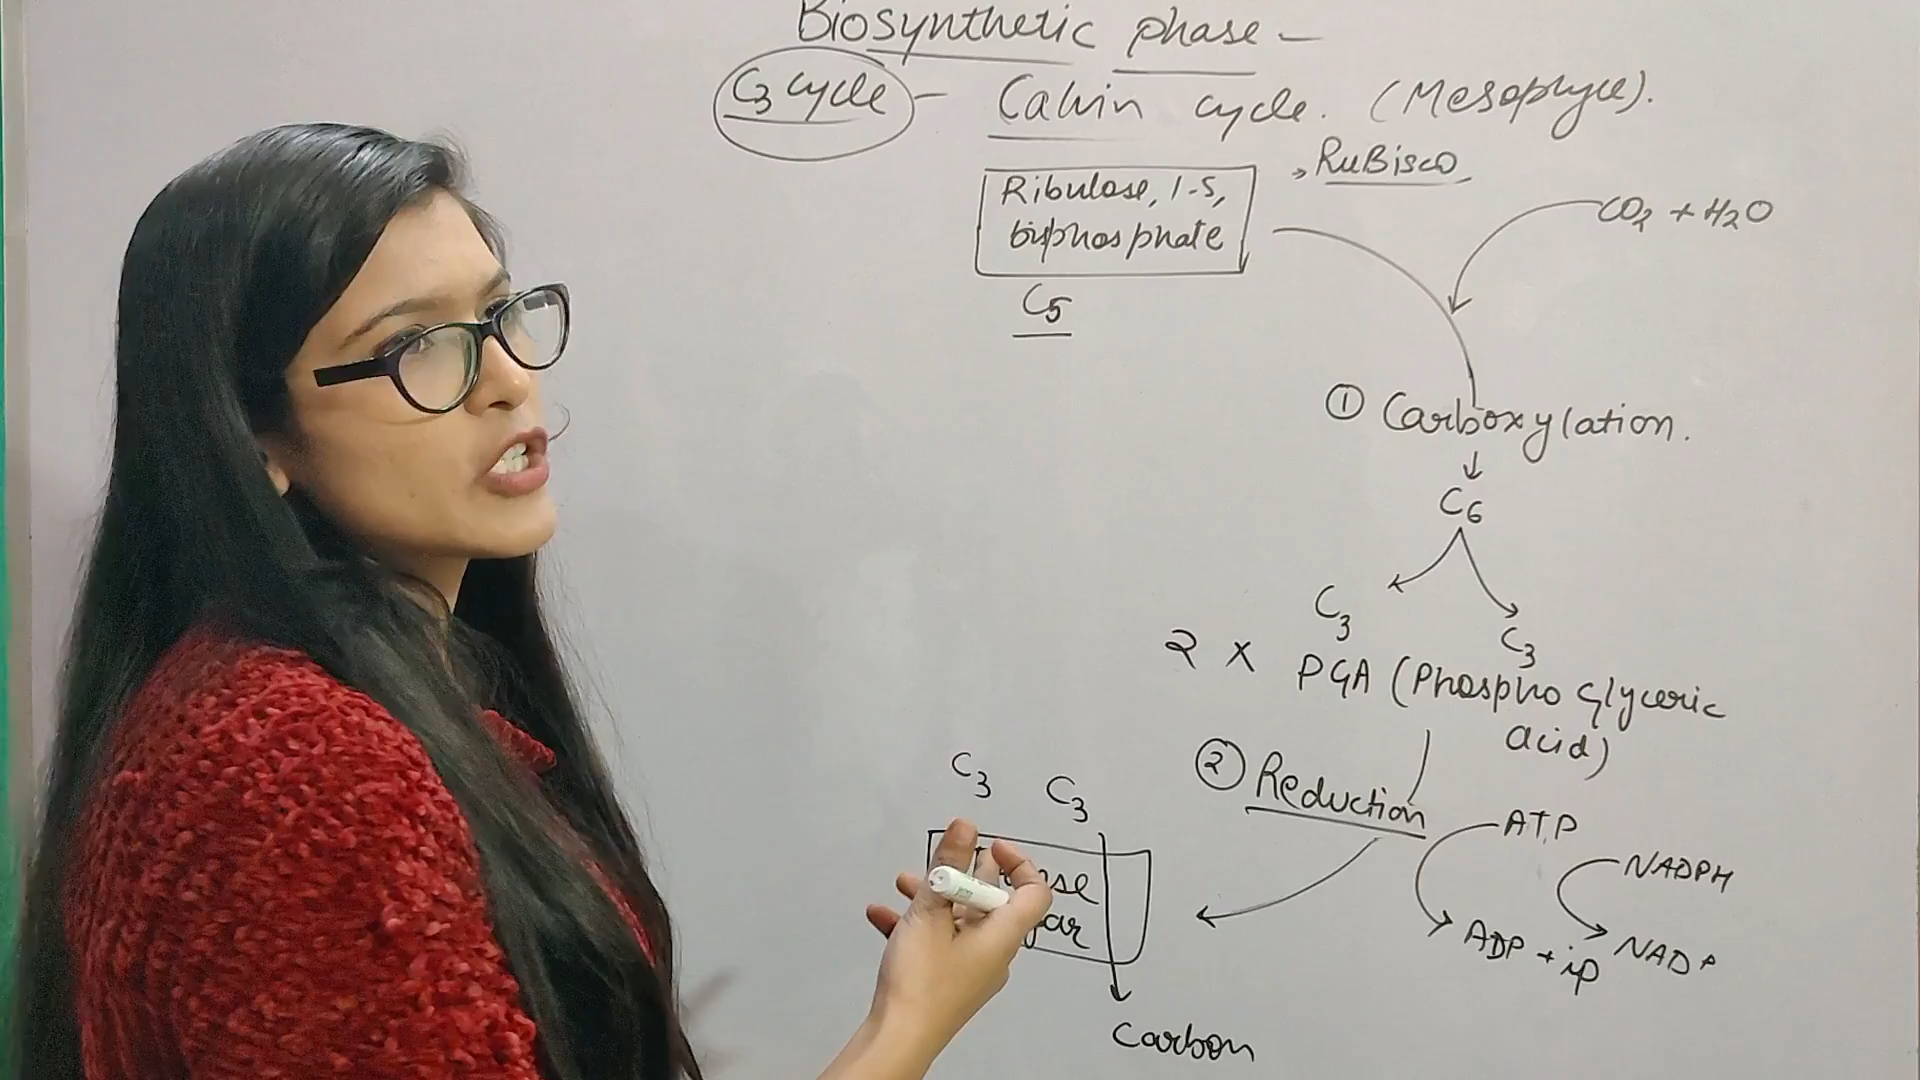 Biosynthetic phase -
C3 cycle - Calvin cycle. (Mesophyll).
RuBisco
Ribulose, 1-5,
biphosphate
CO2 + H2O
C5
① Carboxylation.
C6
C3
C3
2 x PGA (Phospho Glyceric
acid)
C3 C3
② Reduction
ATP
NADPH
ADP + ip
NADP
Carbon